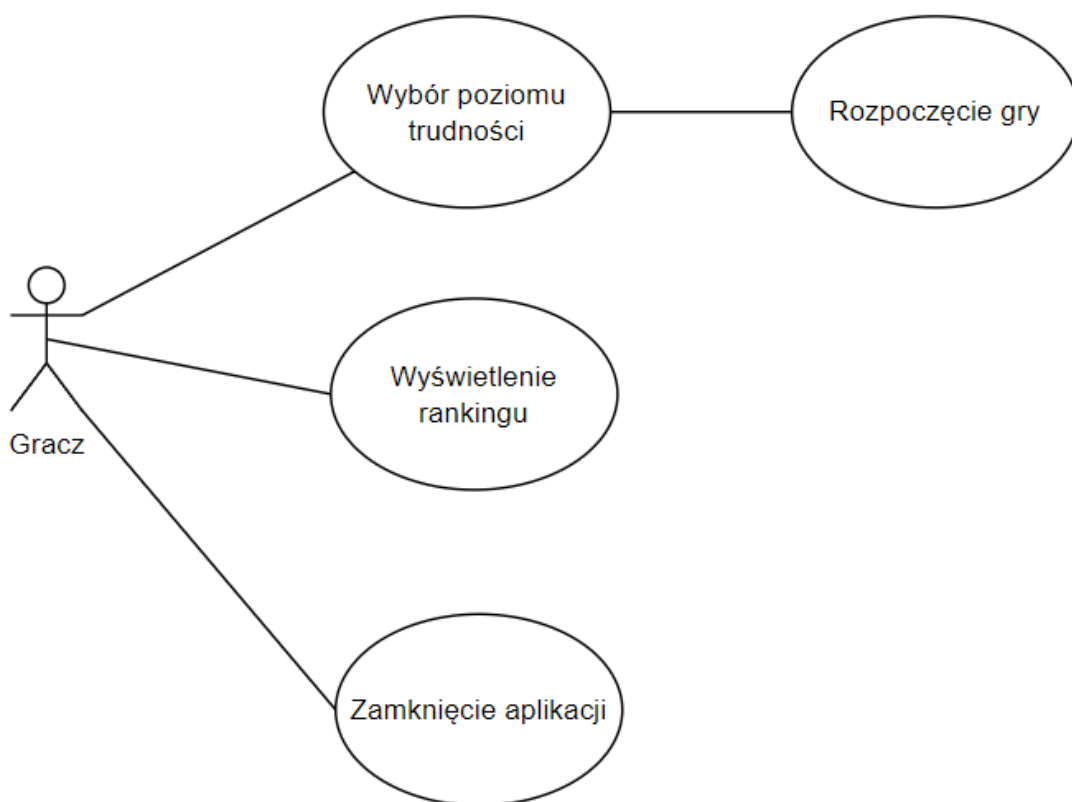 Wybór poziomu
trudności
Rozpoczęcie gry
Wyświetlenie
rankingu
Gracz
Zamknięcie aplikacji